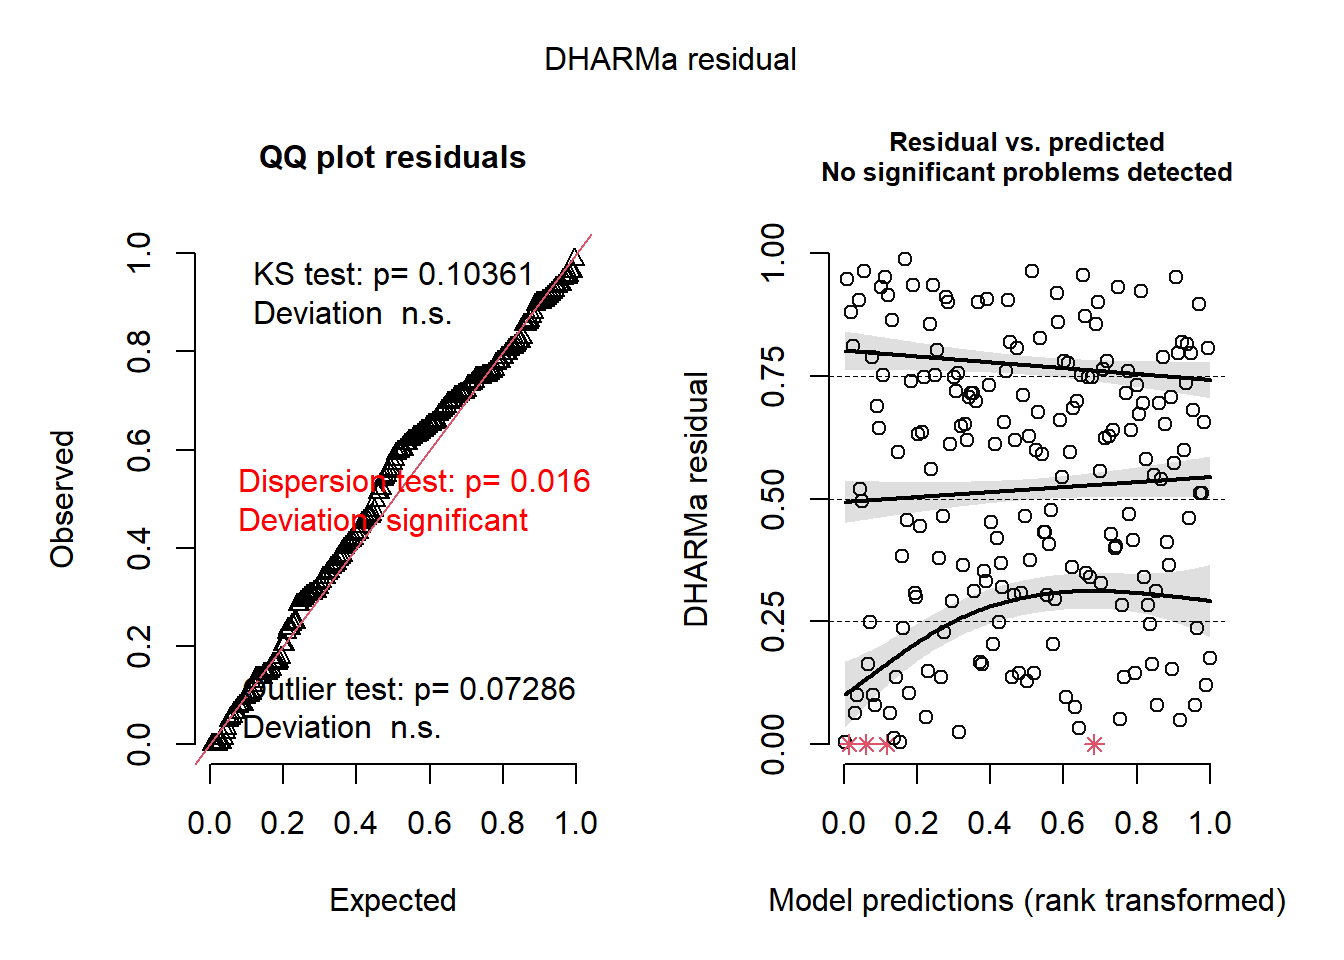 DHARMa residual
QQ plot residuals
KS test: p= 0.10361
Deviation  n.s.
Dispersion test: p= 0.016
Deviation  significant
Outlier test: p= 0.07286
Deviation  n.s.
Observed
0.0 0.2 0.4 0.6 0.8 1.0
0.0 0.2 0.4 0.6 0.8 1.0
Expected
Residual vs. predicted
No significant problems detected
DHARMa residual
0.00 0.25 0.50 0.75 1.00
0.0 0.2 0.4 0.6 0.8 1.0
Model predictions (rank transformed)